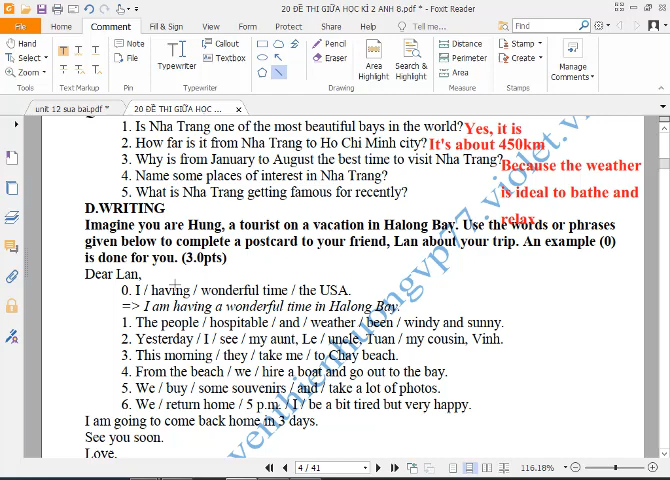 20 ĐỀ THI GIỮA HỌC KÌ 2 ANH 8.pdf * - Foxit Reader
File Home Comment View Form Protect Share Help Tell me... Find
Hand Select Zoom
Tools
Text Markup
Note File
Pin
Typewriter Callout Textbox
Typewriter
Drawing
Pencil Eraser
Area Highlight Search & Highlight
Distance Perimeter Area
Measure
Stamp Create
Stamps
Manage Comments
unit 12 sua bai.pdf * 20 ĐỀ THI GIỮA HỌC ...
1. Is Nha Trang one of the most beautiful bays in the world? Yes, it is
2. How far is it from Nha Trang to Ho Chi Minh city? It's about 450km
3. Why is from January to August the best time to visit Nha Trang? Because the weather
4. Name some places of interest in Nha Trang?
is ideal to bathe and
5. What is Nha Trang getting famous for recently?
relax
D.WRITING
Imagine you are Hung, a tourist on a vacation in Halong Bay. Use the words or phrases
given below to complete a postcard to your friend, Lan about your trip. An example (0)
is done for you. (3.0pts)
Dear Lan,
0. I / having / wonderful time / the USA.
=> I am having a wonderful time in Halong Bay.
1. The people / hospitable / and / weather / been / windy and sunny.
2. Yesterday / I / see / my aunt, Le / uncle, Tuan / my cousin, Vinh.
3. This morning / they / take me / to Chay beach.
4. From the beach / we / hire a boat and go out to the bay.
5. We / buy / some souvenirs / and / take a lot of photos.
6. We / return home / 5 p.m. / I / be a bit tired but very happy.
I am going to come back home in 3 days.
See you soon.
Love,
4 / 41
116.18%